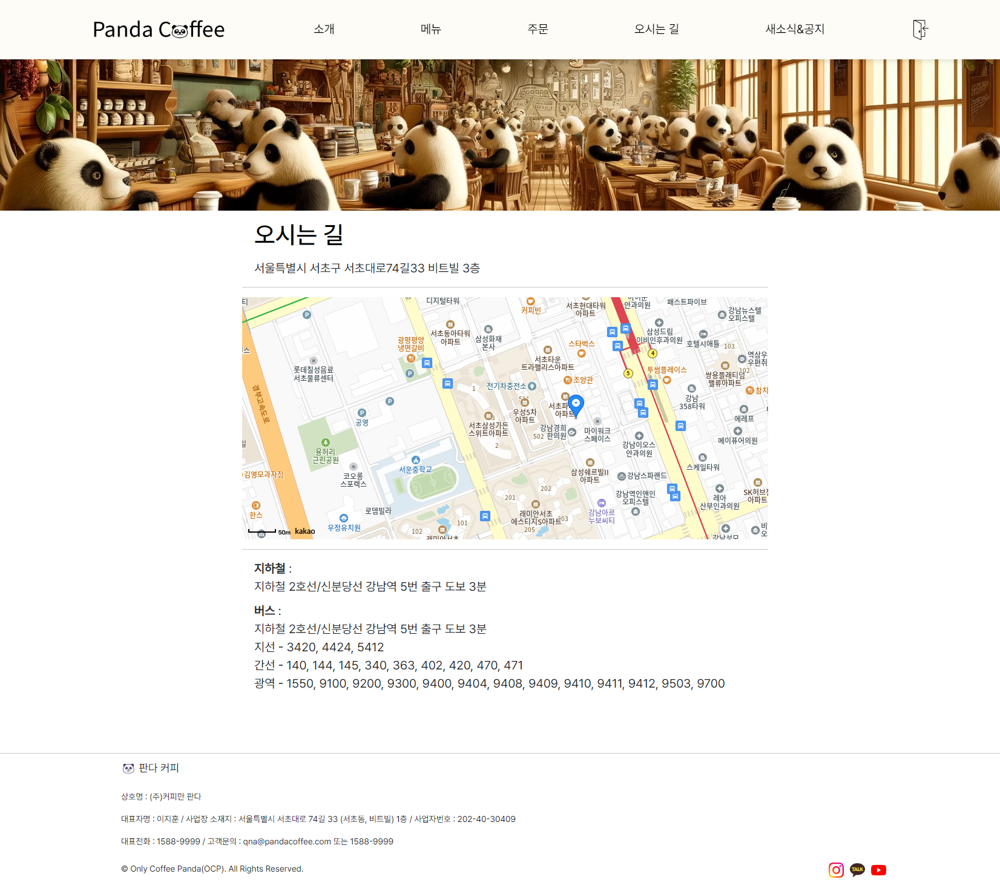 Panda Coffee
소개
메뉴
주문
오시는 길
새소식&공지
오시는 길
서울특별시 서초구 서초대로74길33 비트빌 3층
디지털타워
커피빈
서초현대타워
아파트
안과의원
패스트파이브
강남뉴스텔
오피스텔
서초동아타워
아파트
삼성화재
본사
광평평양
냉면갈비
스타벅스
삼성드림
이비인후과의원
호텔시애틀
103
4
롯데칠성음료
서초물류센터
서초타운
트라팰리스아파트
투썸플레이스
5
102
쌍용플래티넘
밸류아파트
경부고속도로
전기차충전소
조양관
1
501
우성5차
아파트
강남
358타워
에레프
공영
서초삼성가든
스위트아파트
2
502
강남경희
한의원
마이워크
스페이스
강남이오스
안과의원
메이퓨어의원
용허리
근린공원
코오롱
스포렉스
서운중학교
김영모과자점
삼성쉐르빌II
아파트
강남스파랜드
스케일타워
202
201
강남역인앤인
오피스텔
레아
산부인과의원
아파트
한스
로뎀빌라
래미안서초
에스티지S아파트
203
205
강남아르
누보씨티
우정유치원
101
102
50m
kakao
지하철 :
지하철 2호선/신분당선 강남역 5번 출구 도보 3분
버스 :
지하철 2호선/신분당선 강남역 5번 출구 도보 3분
지선 - 3420, 4424, 5412
간선 - 140, 144, 145, 340, 363, 402, 420, 470, 471
광역 - 1550, 9100, 9200, 9300, 9400, 9404, 9408, 9409, 9410, 9411, 9412, 9503, 9700
판다 커피
상호명 : (주)커피만 판다
대표자명 : 이지훈 / 사업장 소재지 : 서울특별시 서초대로 74길 33 (서초동, 비트빌) 1층 / 사업자번호 : 202-40-30409
대표전화 : 1588-9999 / 고객문의 : qna@pandacoffee.com 또는 1588-9999
© Only Coffee Panda(OCP). All Rights Reserved.
TALK